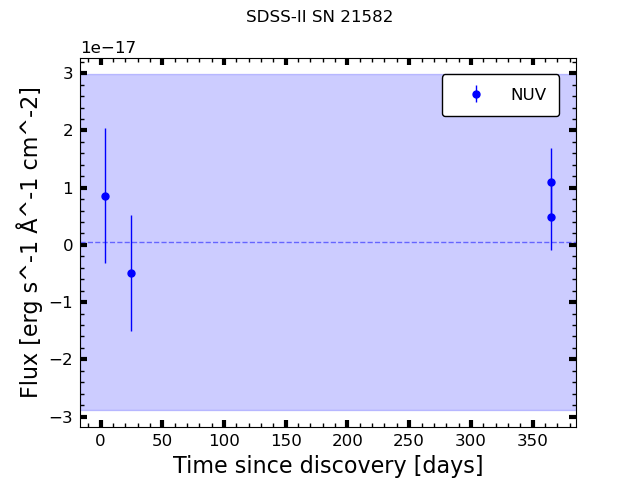 SDSS-II SN 21582
1e−17
NUV
3
2
1
0
−1
−2
−3
Flux [erg s^-1 Å^-1 cm^-2]
0 50 100 150 200 250 300 350
Time since discovery [days]